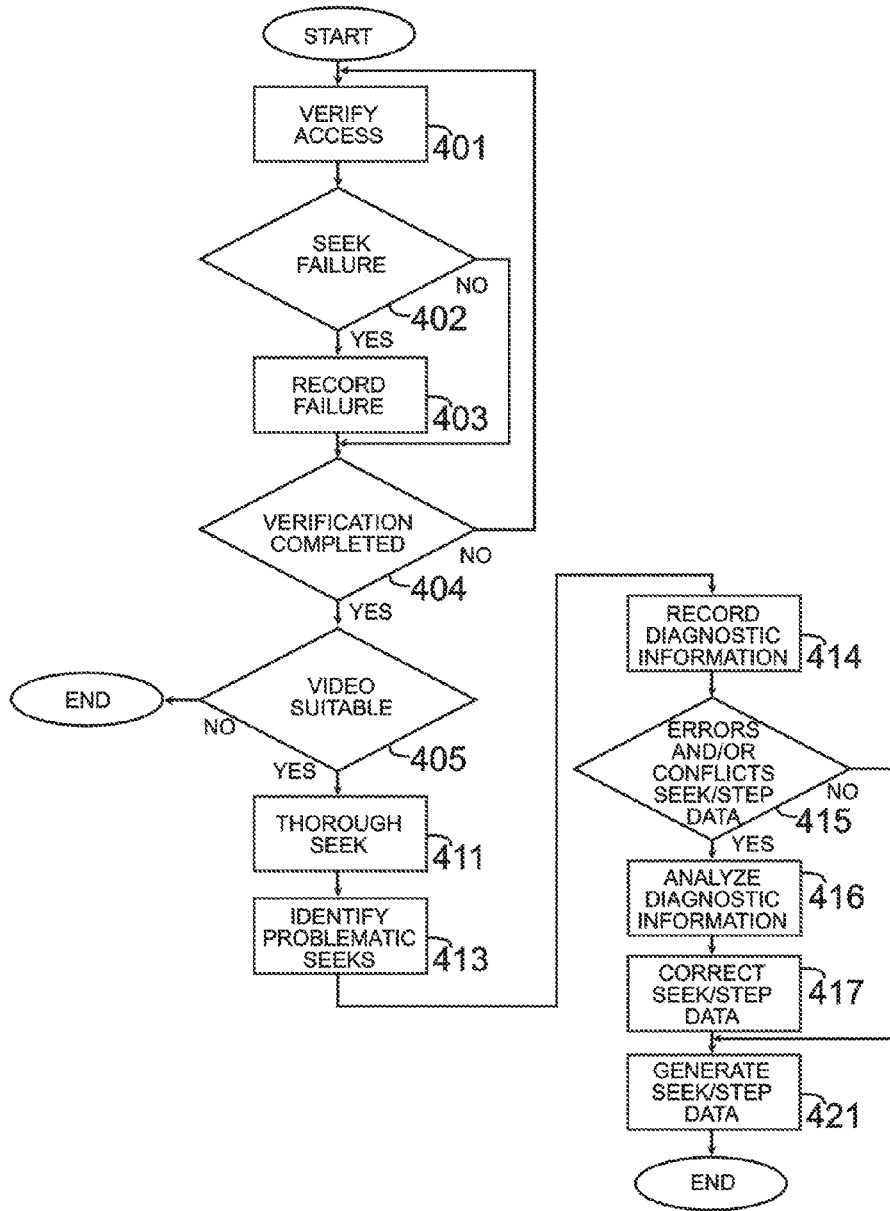 START
VERIFY
ACCESS
401
SEEK
FAILURE
NO
402
YES
RECORD
FAILURE
403
VERIFICATION
COMPLETED
NO
404
YES
VIDEO
SUITABLE
END
NO
405
YES
THOROUGH
SEEK
411
IDENTIFY
PROBLEMATIC
SEEKS
413
RECORD
DIAGNOSTIC
INFORMATION
414
ERRORS
AND/OR
CONFLICTS
SEEK/STEP
DATA
NO
415
YES
ANALYZE
DIAGNOSTIC
INFORMATION
416
CORRECT
SEEK/STEP
DATA
417
GENERATE
SEEK/STEP
DATA
421
END